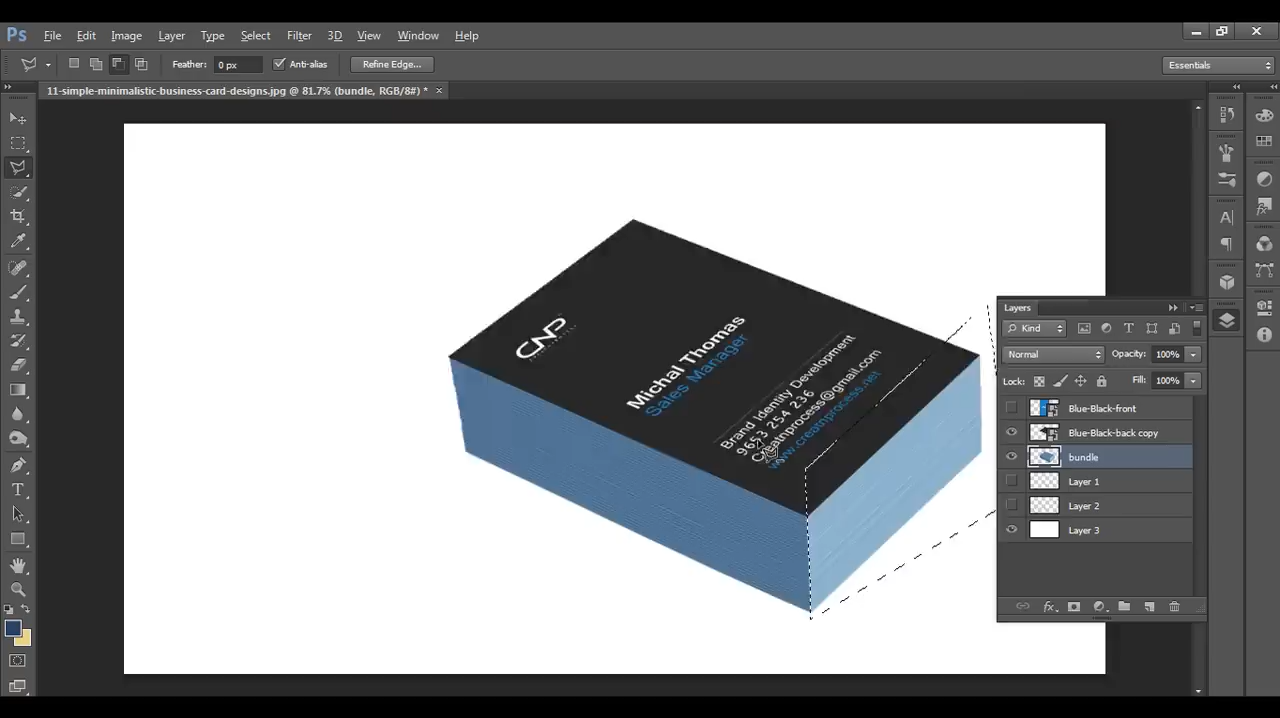 Ps File Edit Image Layer Type Select Filter 3D View Window Help
Feather: 0 px Anti-alias Refine Edge... Essentials
11-simple-minimalistic-business-card-designs.jpg @ 81.7% (bundle, RGB/8#) * ×
CNP
Michal Thomas
Sales Manager
Brand Identity Development
9653 254 236
Creatnprocess@gmail.com
www.creatnprocess.net
Layers
Kind
Normal Opacity: 100%
Lock: Fill: 100%
Blue-Black-front
Blue-Black-back copy
bundle
Layer 1
Layer 2
Layer 3